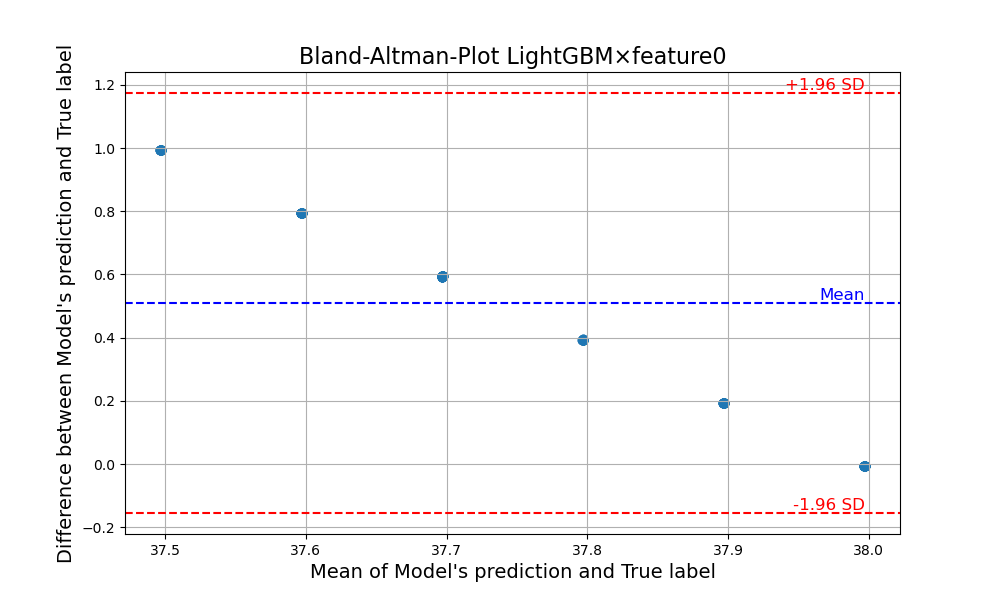 Bland-Altman-Plot LightGBM×feature0
Difference between Model's prediction and True label
1.2
1.0
0.8
0.6
0.4
0.2
0.0
−0.2
+1.96 SD
Mean
-1.96 SD
37.5 37.6 37.7 37.8 37.9 38.0
Mean of Model's prediction and True label